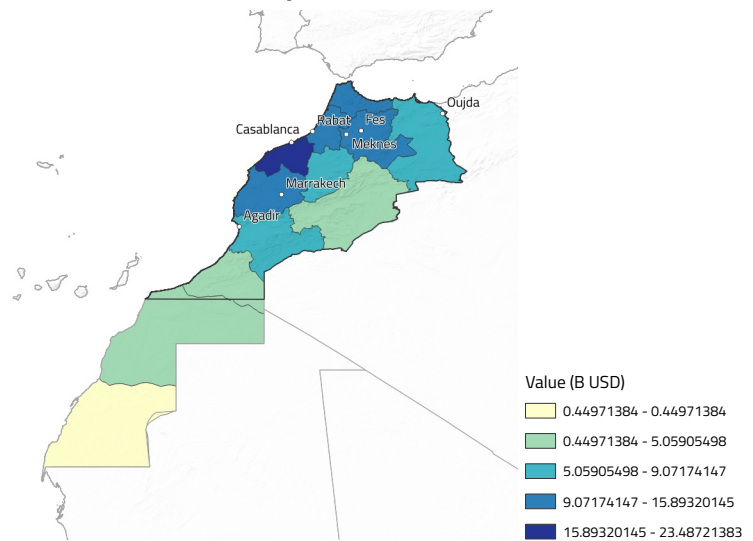 Oujda
Rabat
Fes
Casablanca
Meknes
Marrakech
Agadir
Value (B USD)
0.44971384 - 0.44971384
0.44971384 - 5.05905498
5.05905498 - 9.07174147
9.07174147 - 15.89320145
15.89320145 - 23.48721383